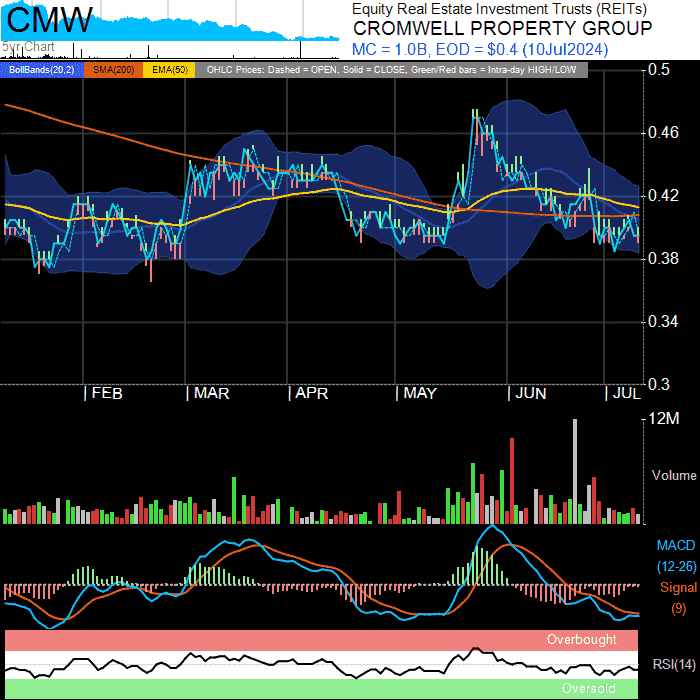 CMW
5yr Chart
Equity Real Estate Investment Trusts (REITs)
CROMWELL PROPERTY GROUP
MC = 1.0B, EOD = $0.4 (10Jul2024)
BollBands(20,2) SMA(200) EMA(50) OHLC Prices: Dashed = OPEN, Solid = CLOSE, Green/Red bars = Intra-day HIGH/LOW
0.5
0.46
0.42
0.38
0.34
0.3
FEB MAR APR MAY JUN JUL
12M
Volume
MACD
(12-26)
Signal
(9)
Overbought
RSI(14)
Oversold